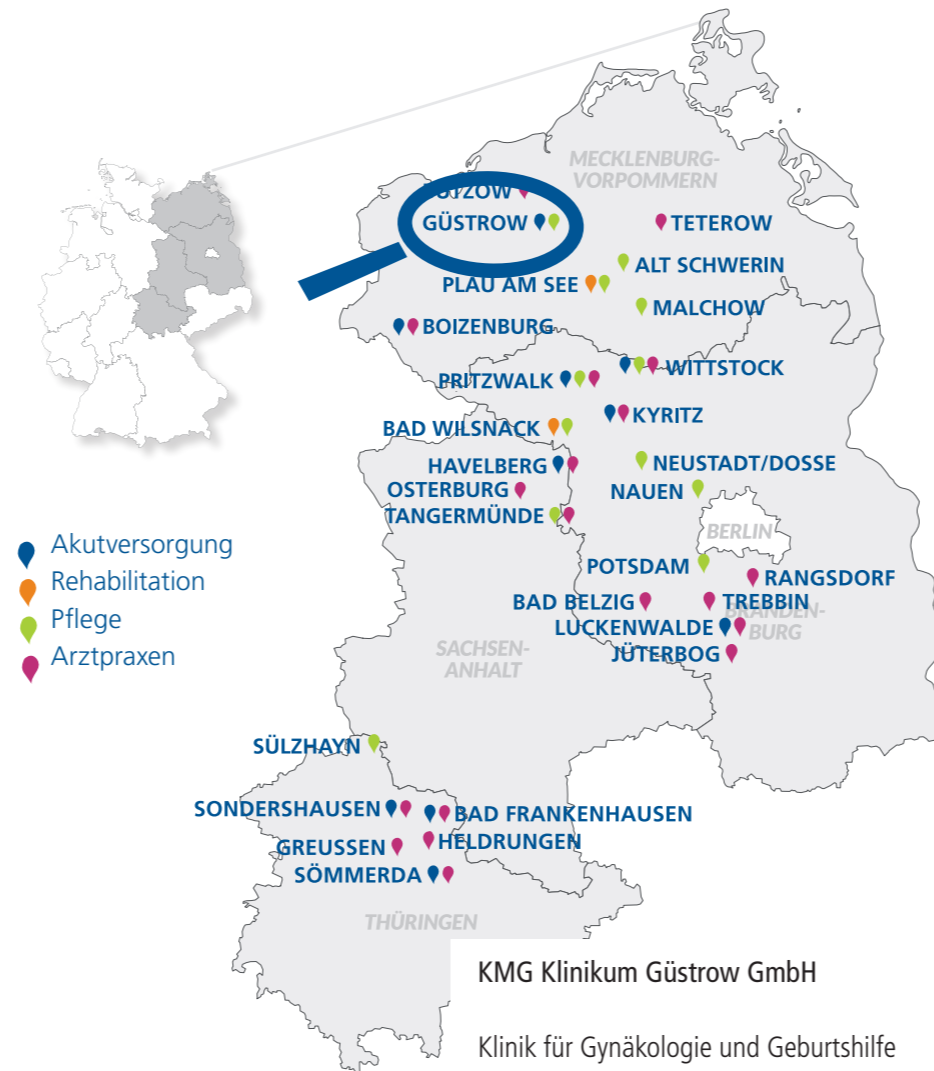 MECKLENBURG-
VORPOMMERN
GÜSTROW
TETEROW
ALT SCHWERIN
PLAU AM SEE
MALCHOW
BOIZENBURG
WITTSTOCK
PRITZWALK
KYRITZ
BAD WILSNACK
HAVELBERG
NEUSTADT/DOSSE
OSTERBURG
NAUEN
TANGERMÜNDE
BERLIN
Akutversorgung
Rehabilitation
Pflege
Arztpraxen
POTSDAM
RANGSDORF
BAD BELZIG
TREBBIN
BRANDEN-
BURG
LUCKENWALDE
JÜTERBOG
SACHSEN-
ANHALT
SÜLZHAYN
SONDERSHAUSEN
BAD FRANKENHAUSEN
HELDRUNGEN
GREUSSEN
SÖMMERDA
THÜRINGEN
KMG Klinikum Güstrow GmbH
Klinik für Gynäkologie und Geburtshilfe